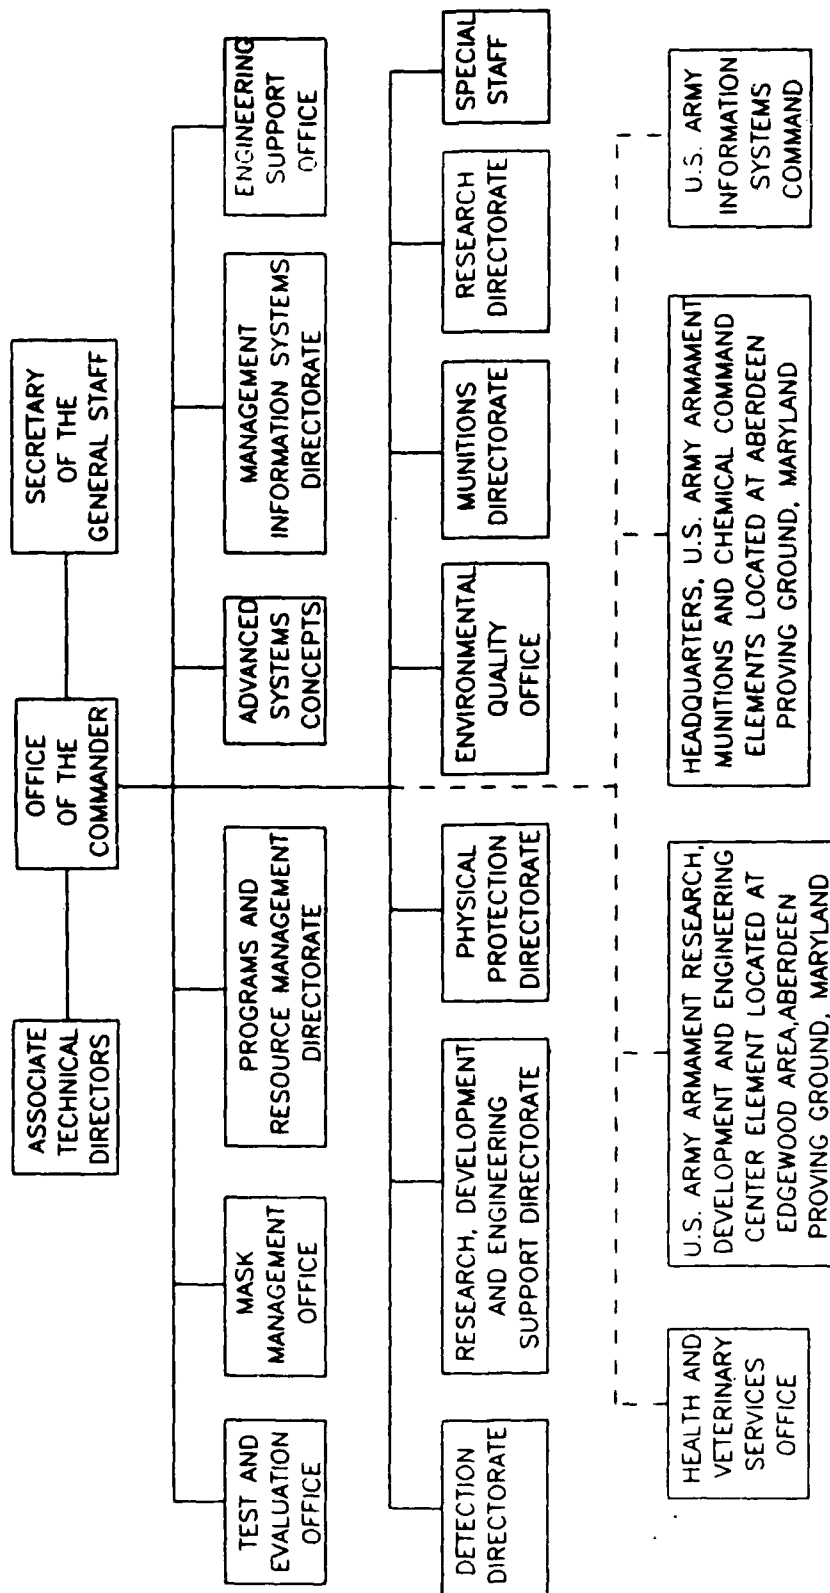 ASSOCIATE
TECHNICAL
DIRECTORS
OFFICE
OF THE
COMMANDER
SECRETARY
OF THE
GENERAL STAFF
TEST AND
EVALUATION
OFFICE
MASK
MANAGEMENT
OFFICE
PROGRAMS AND
RESOURCE MANAGEMENT
DIRECTORATE
ADVANCED
SYSTEMS
CONCEPTS
MANAGEMENT
INFORMATION SYSTEMS
DIRECTORATE
ENGINEERING
SUPPORT
OFFICE
DETECTION
DIRECTORATE
RESEARCH, DEVELOPMENT
AND ENGINEERING
SUPPORT DIRECTORATE
PHYSICAL
PROTECTION
DIRECTORATE
ENVIRONMENTAL
QUALITY
OFFICE
MUNITIONS
DIRECTORATE
RESEARCH
DIRECTORATE
SPECIAL
STAFF
HEALTH AND
VETERINARY
SERVICES
OFFICE
U.S. ARMY ARMAMENT RESEARCH,
DEVELOPMENT AND ENGINEERING
CENTER ELEMENT LOCATED AT
EDGEWOOD AREA,ABERDEEN
PROVING GROUND, MARYLAND
HEADQUARTERS, U.S. ARMY ARMAMENT
MUNITIONS AND CHEMICAL COMMAND
ELEMENTS LOCATED AT ABERDEEN
PROVING GROUND, MARYLAND
U.S. ARMY
INFORMATION
SYSTEMS
COMMAND